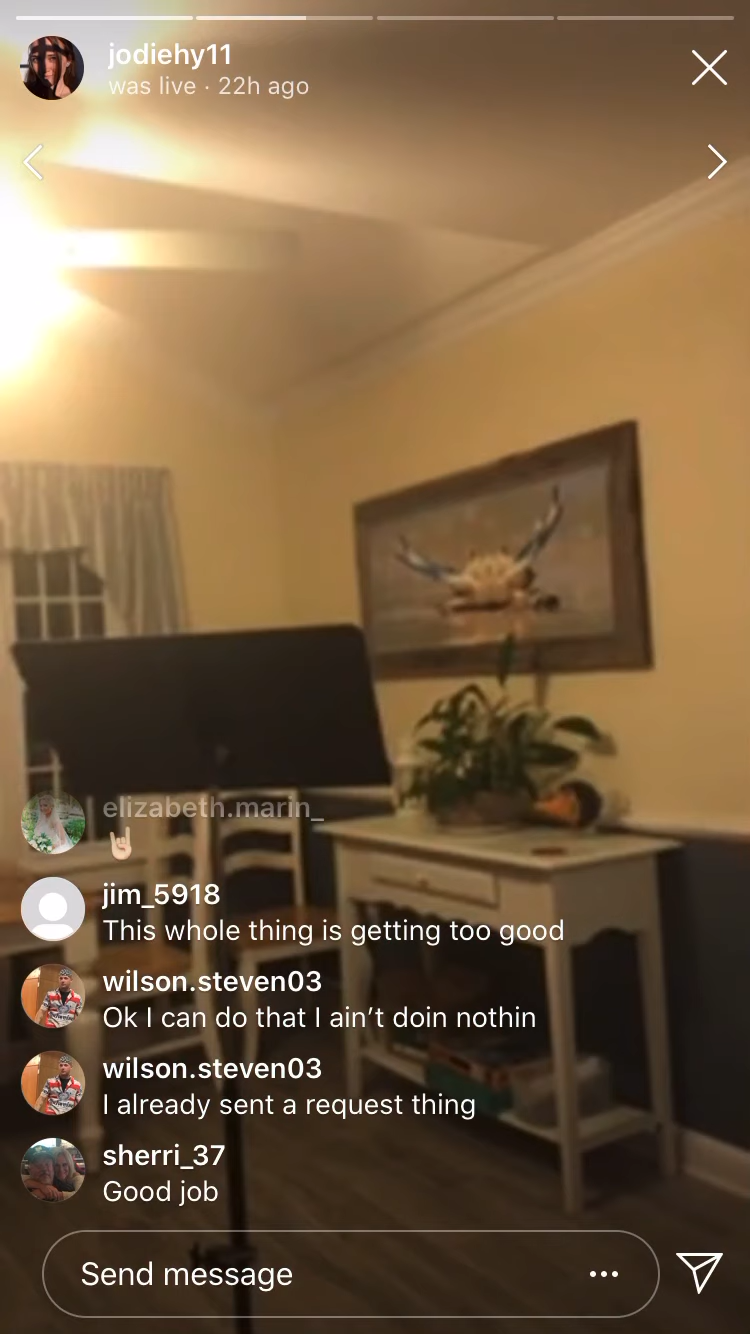 jodiehy11
was live · 22h ago
elizabeth.marin_
🤘🏻
jim_5918
This whole thing is getting too good
wilson.steven03
Ok I can do that I ain’t doin nothin
wilson.steven03
I already sent a request thing
sherri_37
Good job
Send message